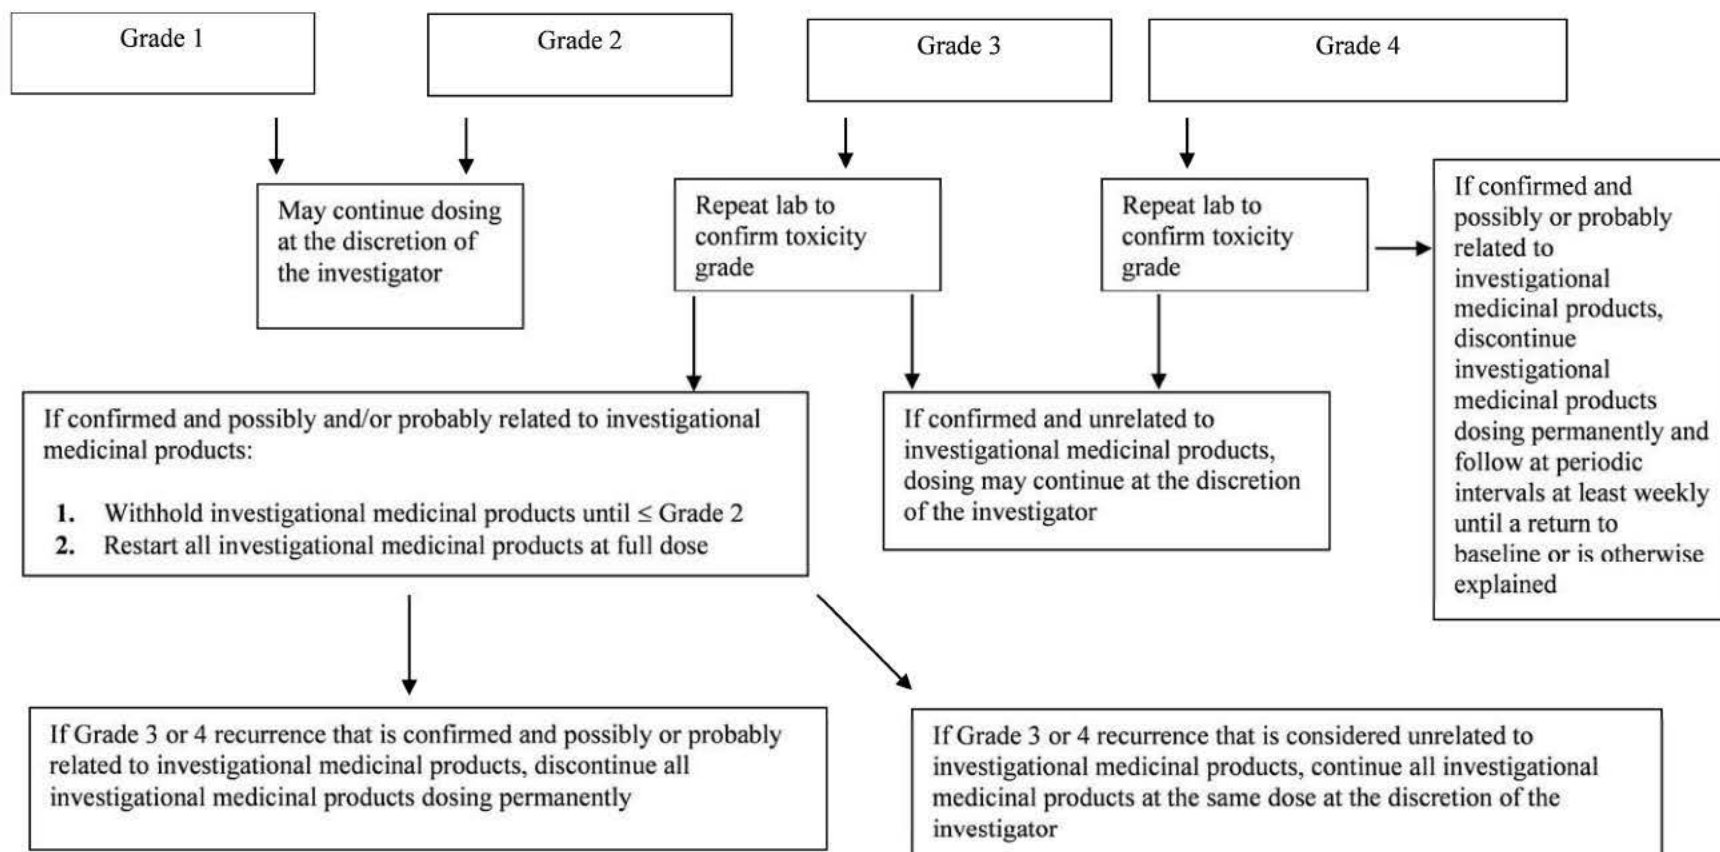 Grade 1
Grade 2
Grade 3
Grade 4
May continue dosing
at the discretion of
the investigator
Repeat lab to
confirm toxicity
grade
Repeat lab to
confirm toxicity
grade
If confirmed and
possibly or probably
related to
investigational
medicinal products,
discontinue
investigational
medicinal products
dosing permanently and
follow at periodic
intervals at least weekly
until a return to
baseline or is otherwise
explained
If confirmed and possibly and/or probably related to investigational
medicinal products:
1. Withhold investigational medicinal products until ≤ Grade 2
2. Restart all investigational medicinal products at full dose
If confirmed and unrelated to
investigational medicinal products,
dosing may continue at the discretion
of the investigator
If Grade 3 or 4 recurrence that is confirmed and possibly or probably
related to investigational medicinal products, discontinue all
investigational medicinal products dosing permanently
If Grade 3 or 4 recurrence that is considered unrelated to
investigational medicinal products, continue all investigational
medicinal products at the same dose at the discretion of the
investigator